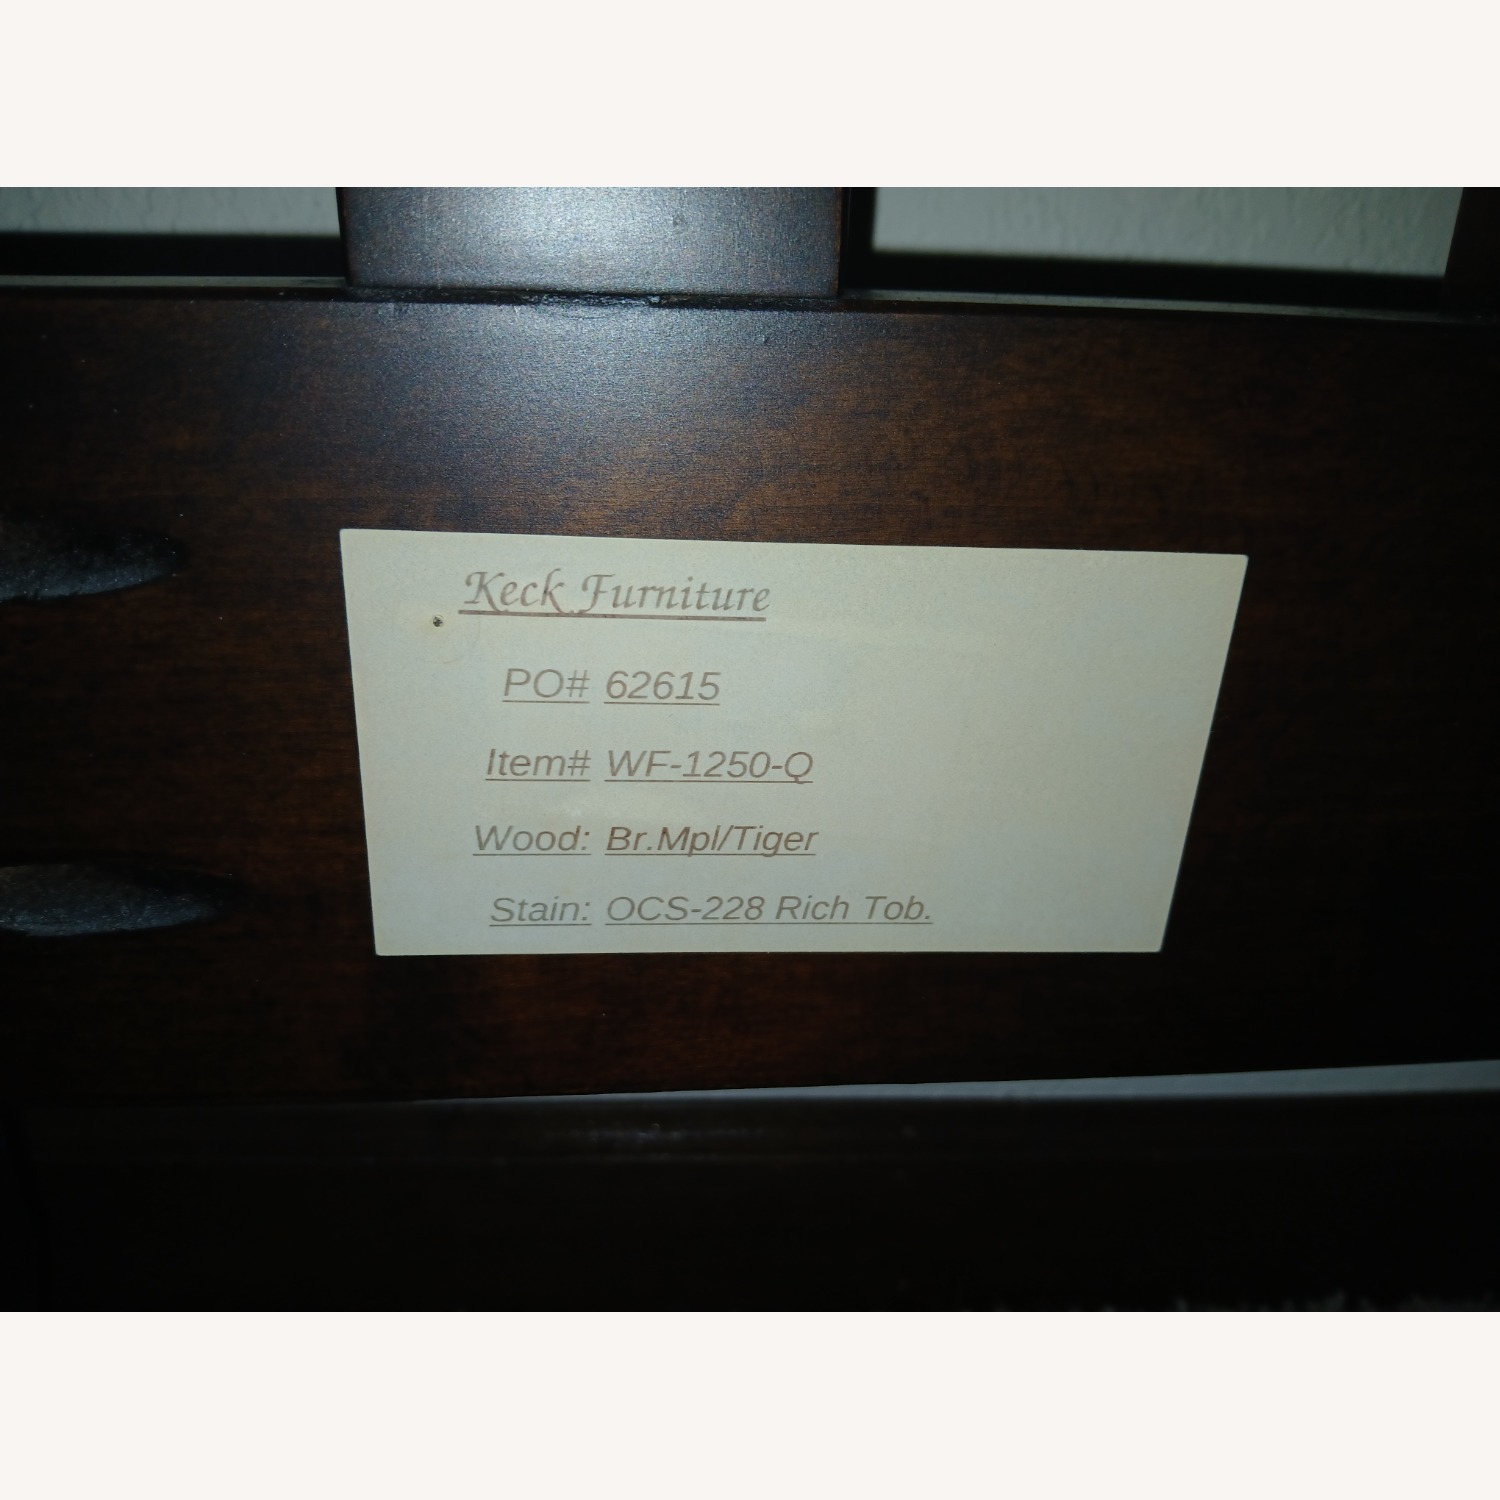 Keck Furniture
PO# 62615
Item# WF-1250-Q
Wood: Br.Mpl/Tiger
Stain: OCS-228 Rich Tob.